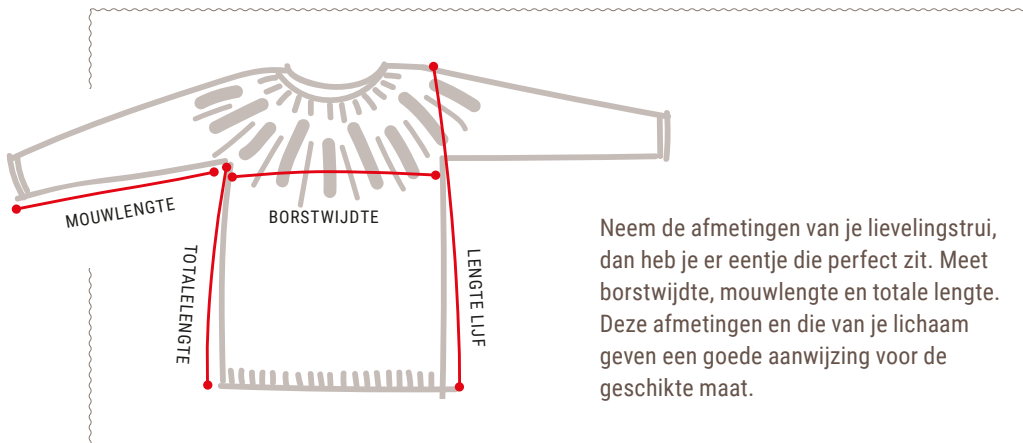 MOUWLENGTE
BORSTWIJDTE
TOTALELENGTE
LENGTE LIJF
Neem de afmetingen van je lievelingstrui,
dan heb je er eentje die perfect zit. Meet
borstwijdte, mouwlengte en totale lengte.
Deze afmetingen en die van je lichaam
geven een goede aanwijzing voor de
geschikte maat.